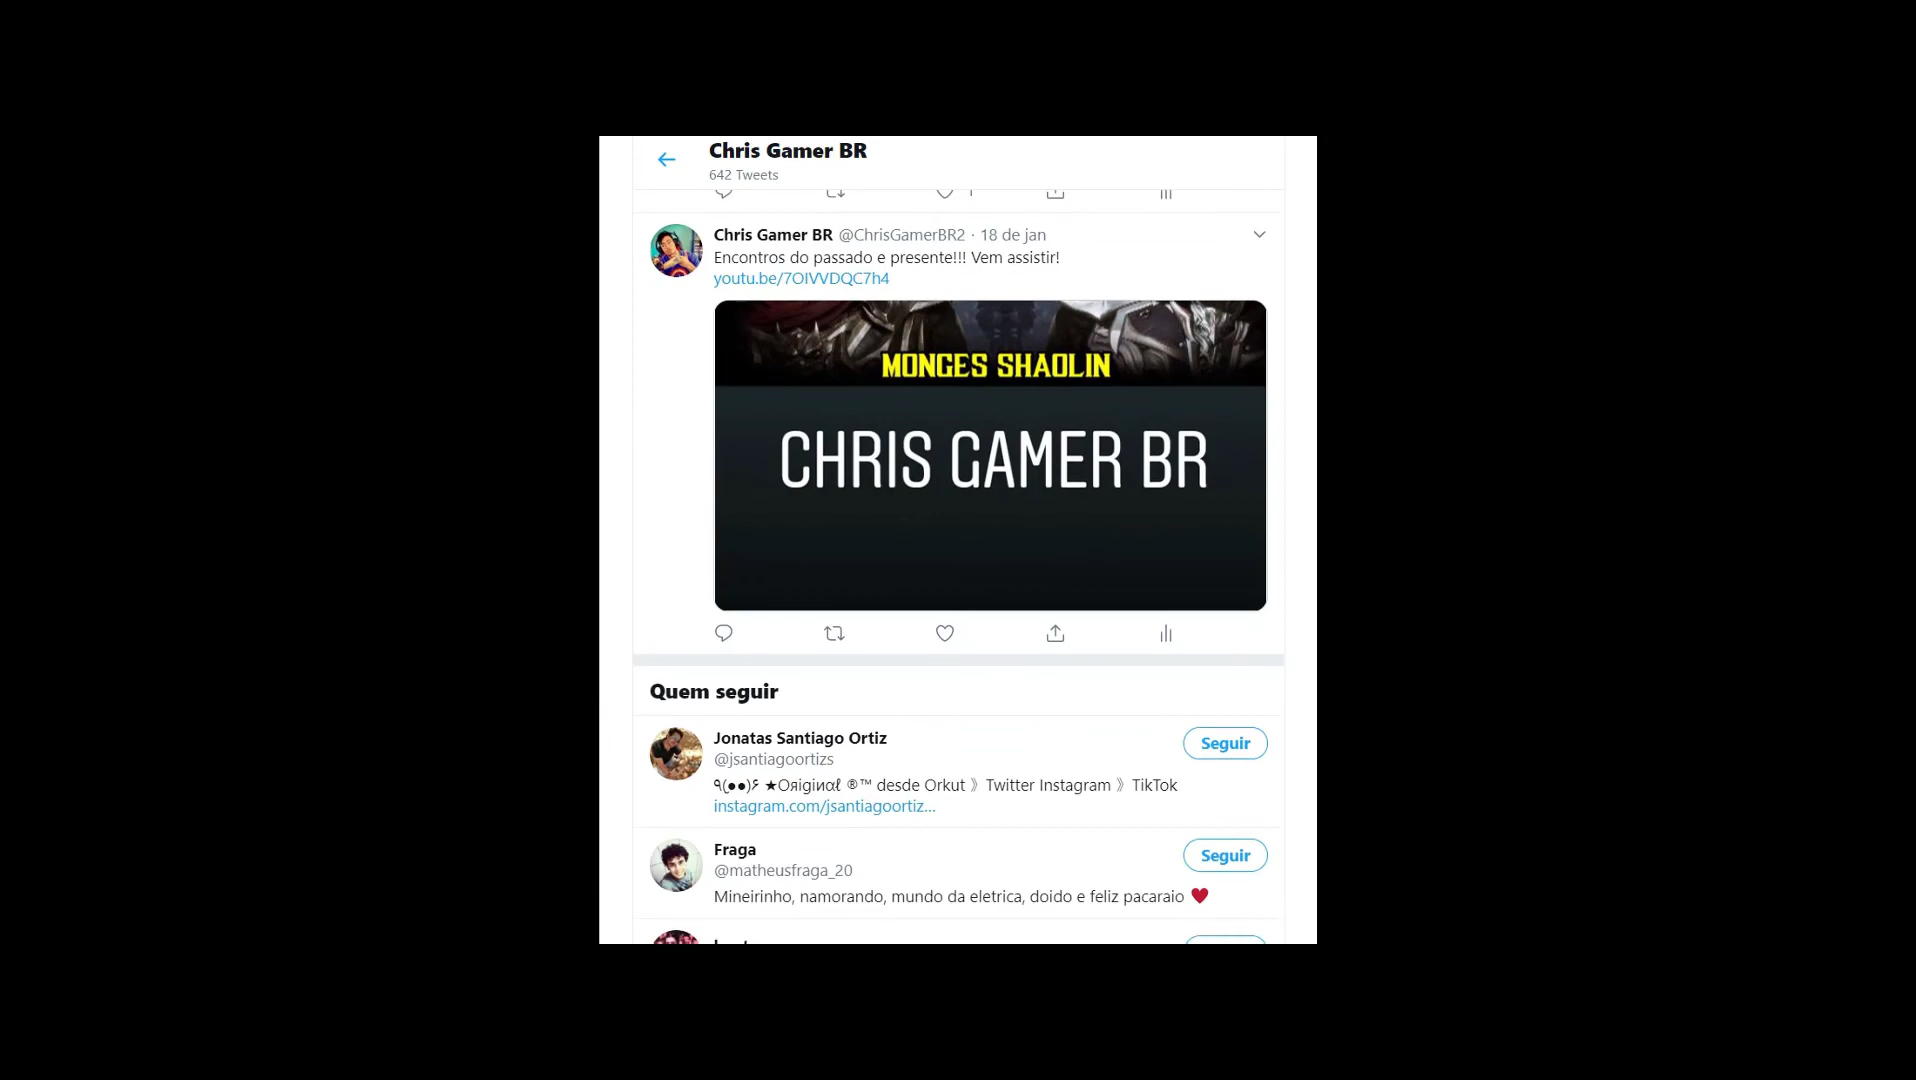 Chris Gamer BR
642 Tweets
Chris Gamer BR @ChrisGamerBR2 · 18 de jan
Encontros do passado e presente!!! Vem assistir!
youtu.be/7OIVVDQC7h4
MONGES SHAOLIN
CHRIS GAMER BR
Quem seguir
Jonatas Santiago Ortiz
@jsantiagoortizs
Seguir
٩(●●)۶ ★Oяigiиαℓ ®™ desde Orkut 》Twitter Instagram 》TikTok
instagram.com/jsantiagoortiz...
Fraga
@matheusfraga_20
Seguir
Mineirinho, namorando, mundo da eletrica, doido e feliz pacaraio ♥